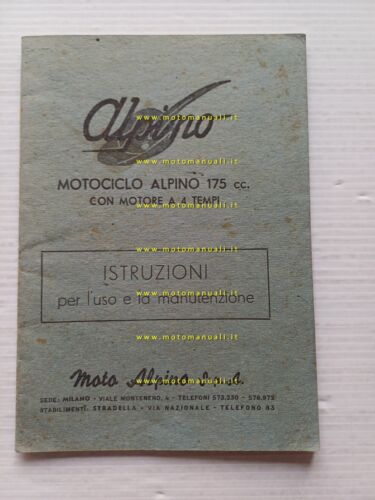 Alpino
www.motomanuali.it
MOTOCICLO ALPINO 175 cc.
www.motomanuali.it
CON MOTORE A 4 TEMPI
www.motomanuali.it
ISTRUZIONI
www.motomanuali.it
per l'uso e la manutenzione
www.motomanuali.it
Moto Alpino S.p.A.
www.motomanuali.it
SEDE: MILANO - VIALE MONTENERO, 4 - TELEFONI 573.230 - 576.972
STABILIMENTI: STRADELLA - VIA NAZIONALE - TELEFONO 83